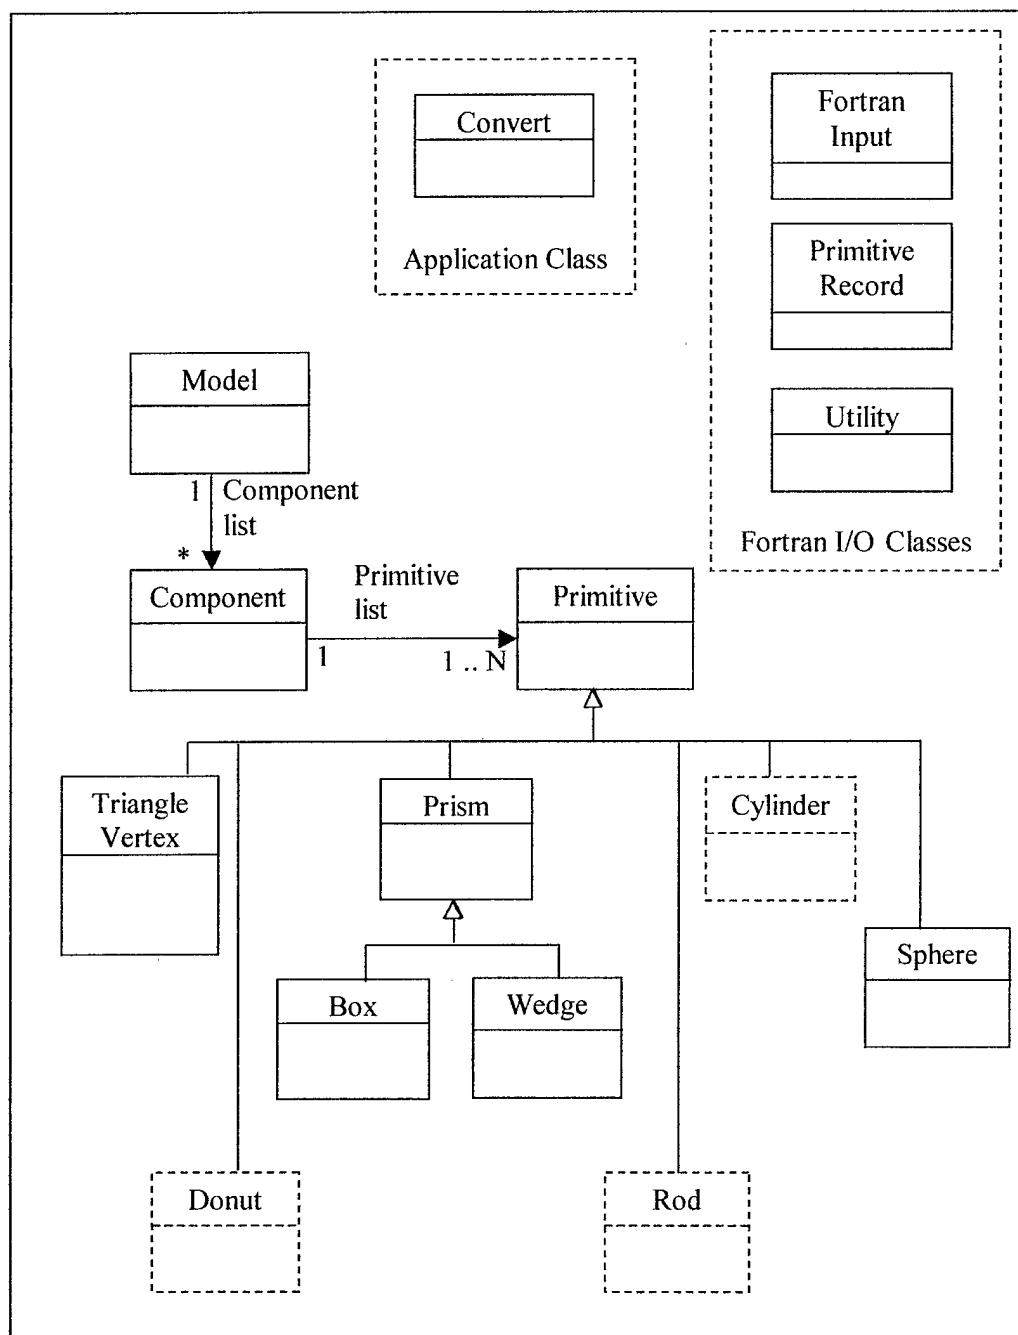 Convert
Application Class
Fortran
Input
Primitive
Record
Utility
Fortran I/O Classes
Model
1
Component
list
*
Component
Primitive
list
1
1 .. N
Primitive
Triangle
Vertex
Prism
Cylinder
Sphere
Box
Wedge
Donut
Rod